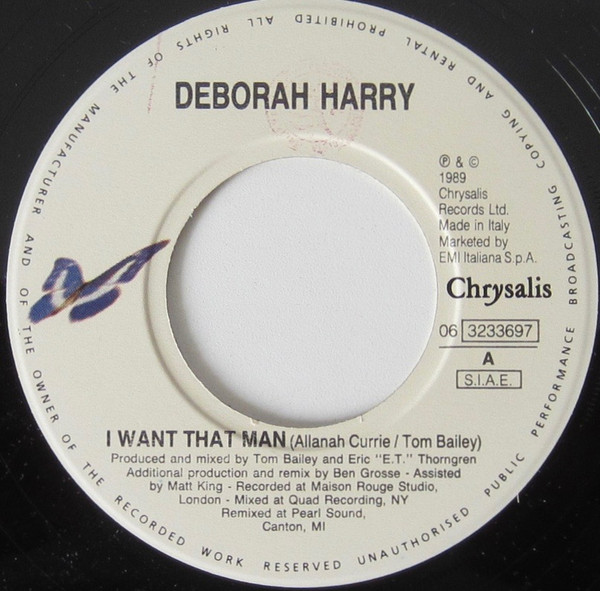 DEBORAH HARRY
℗ & ©
1989
Chrysalis
Records Ltd.
Made in Italy
Marketed by
EMI Italiana S.p.A.
Chrysalis
06 3233697
A
S.I.A.E.
I WANT THAT MAN (Allanah Currie / Tom Bailey)
Produced and mixed by Tom Bailey and Eric "E.T." Thorngren
Additional production and remix by Ben Grosse - Assisted
by Matt King - Recorded at Maison Rouge Studio,
London - Mixed at Quad Recording, NY
Remixed at Pearl Sound,
Canton, MI
ALL RIGHTS OF THE MANUFACTURER AND OF THE OWNER OF THE RECORDED WORK RESERVED UNAUTHORISED PUBLIC PERFORMANCE BROADCASTING COPYING AND RENTAL PROHIBITED